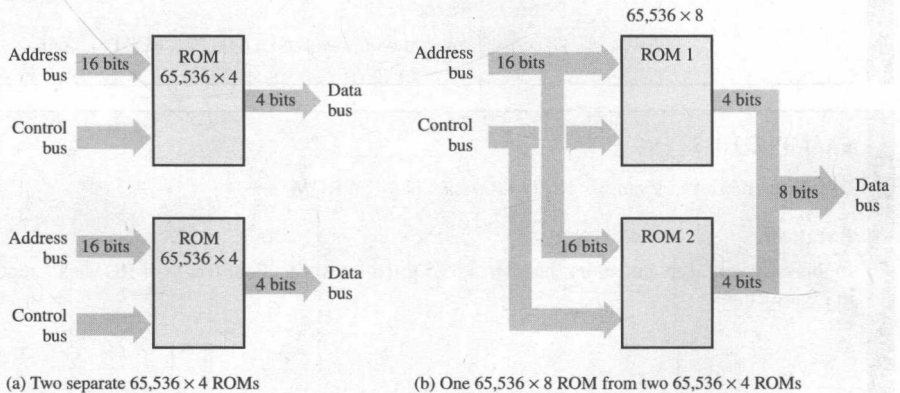 Address
bus
16 bits
ROM
65,536 × 4
4 bits
Data
bus
Control
bus
Address
bus
16 bits
ROM
65,536 × 4
4 bits
Data
bus
Control
bus
(a) Two separate 65,536 × 4 ROMs
65,536 × 8
Address
bus
16 bits
ROM 1
4 bits
Control
bus
8 bits
Data
bus
16 bits
ROM 2
4 bits
(b) One 65,536 × 8 ROM from two 65,536 × 4 ROMs